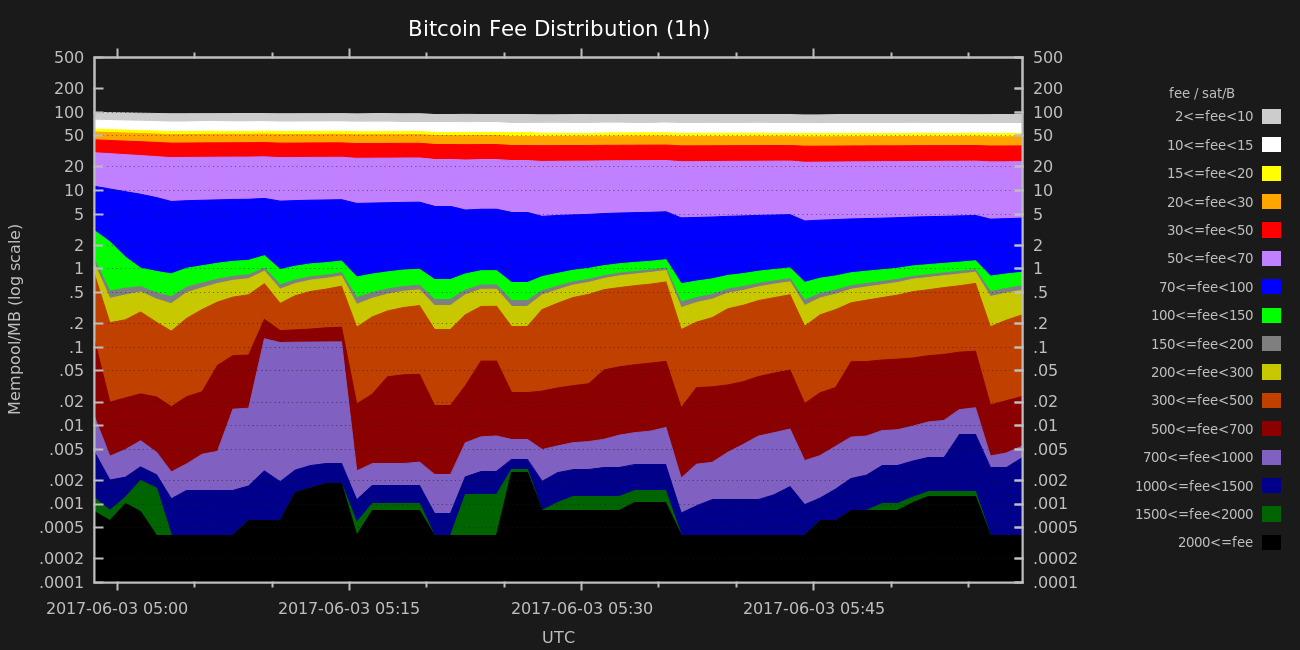 Bitcoin Fee Distribution (1h)
500 500
200 200
100 100
50 50
20 20
10 10
5 5
2 2
1 1
.5 .5
.2 .2
.1 .1
.05 .05
.02 .02
.01 .01
.005 .005
.002 .002
.001 .001
.0005 .0005
.0002 .0002
.0001 .0001
Mempool/MB (log scale)
2017-06-03 05:00 2017-06-03 05:15 2017-06-03 05:30 2017-06-03 05:45
UTC
fee / sat/B
2<=fee<10
10<=fee<15
15<=fee<20
20<=fee<30
30<=fee<50
50<=fee<70
70<=fee<100
100<=fee<150
150<=fee<200
200<=fee<300
300<=fee<500
500<=fee<700
700<=fee<1000
1000<=fee<1500
1500<=fee<2000
2000<=fee